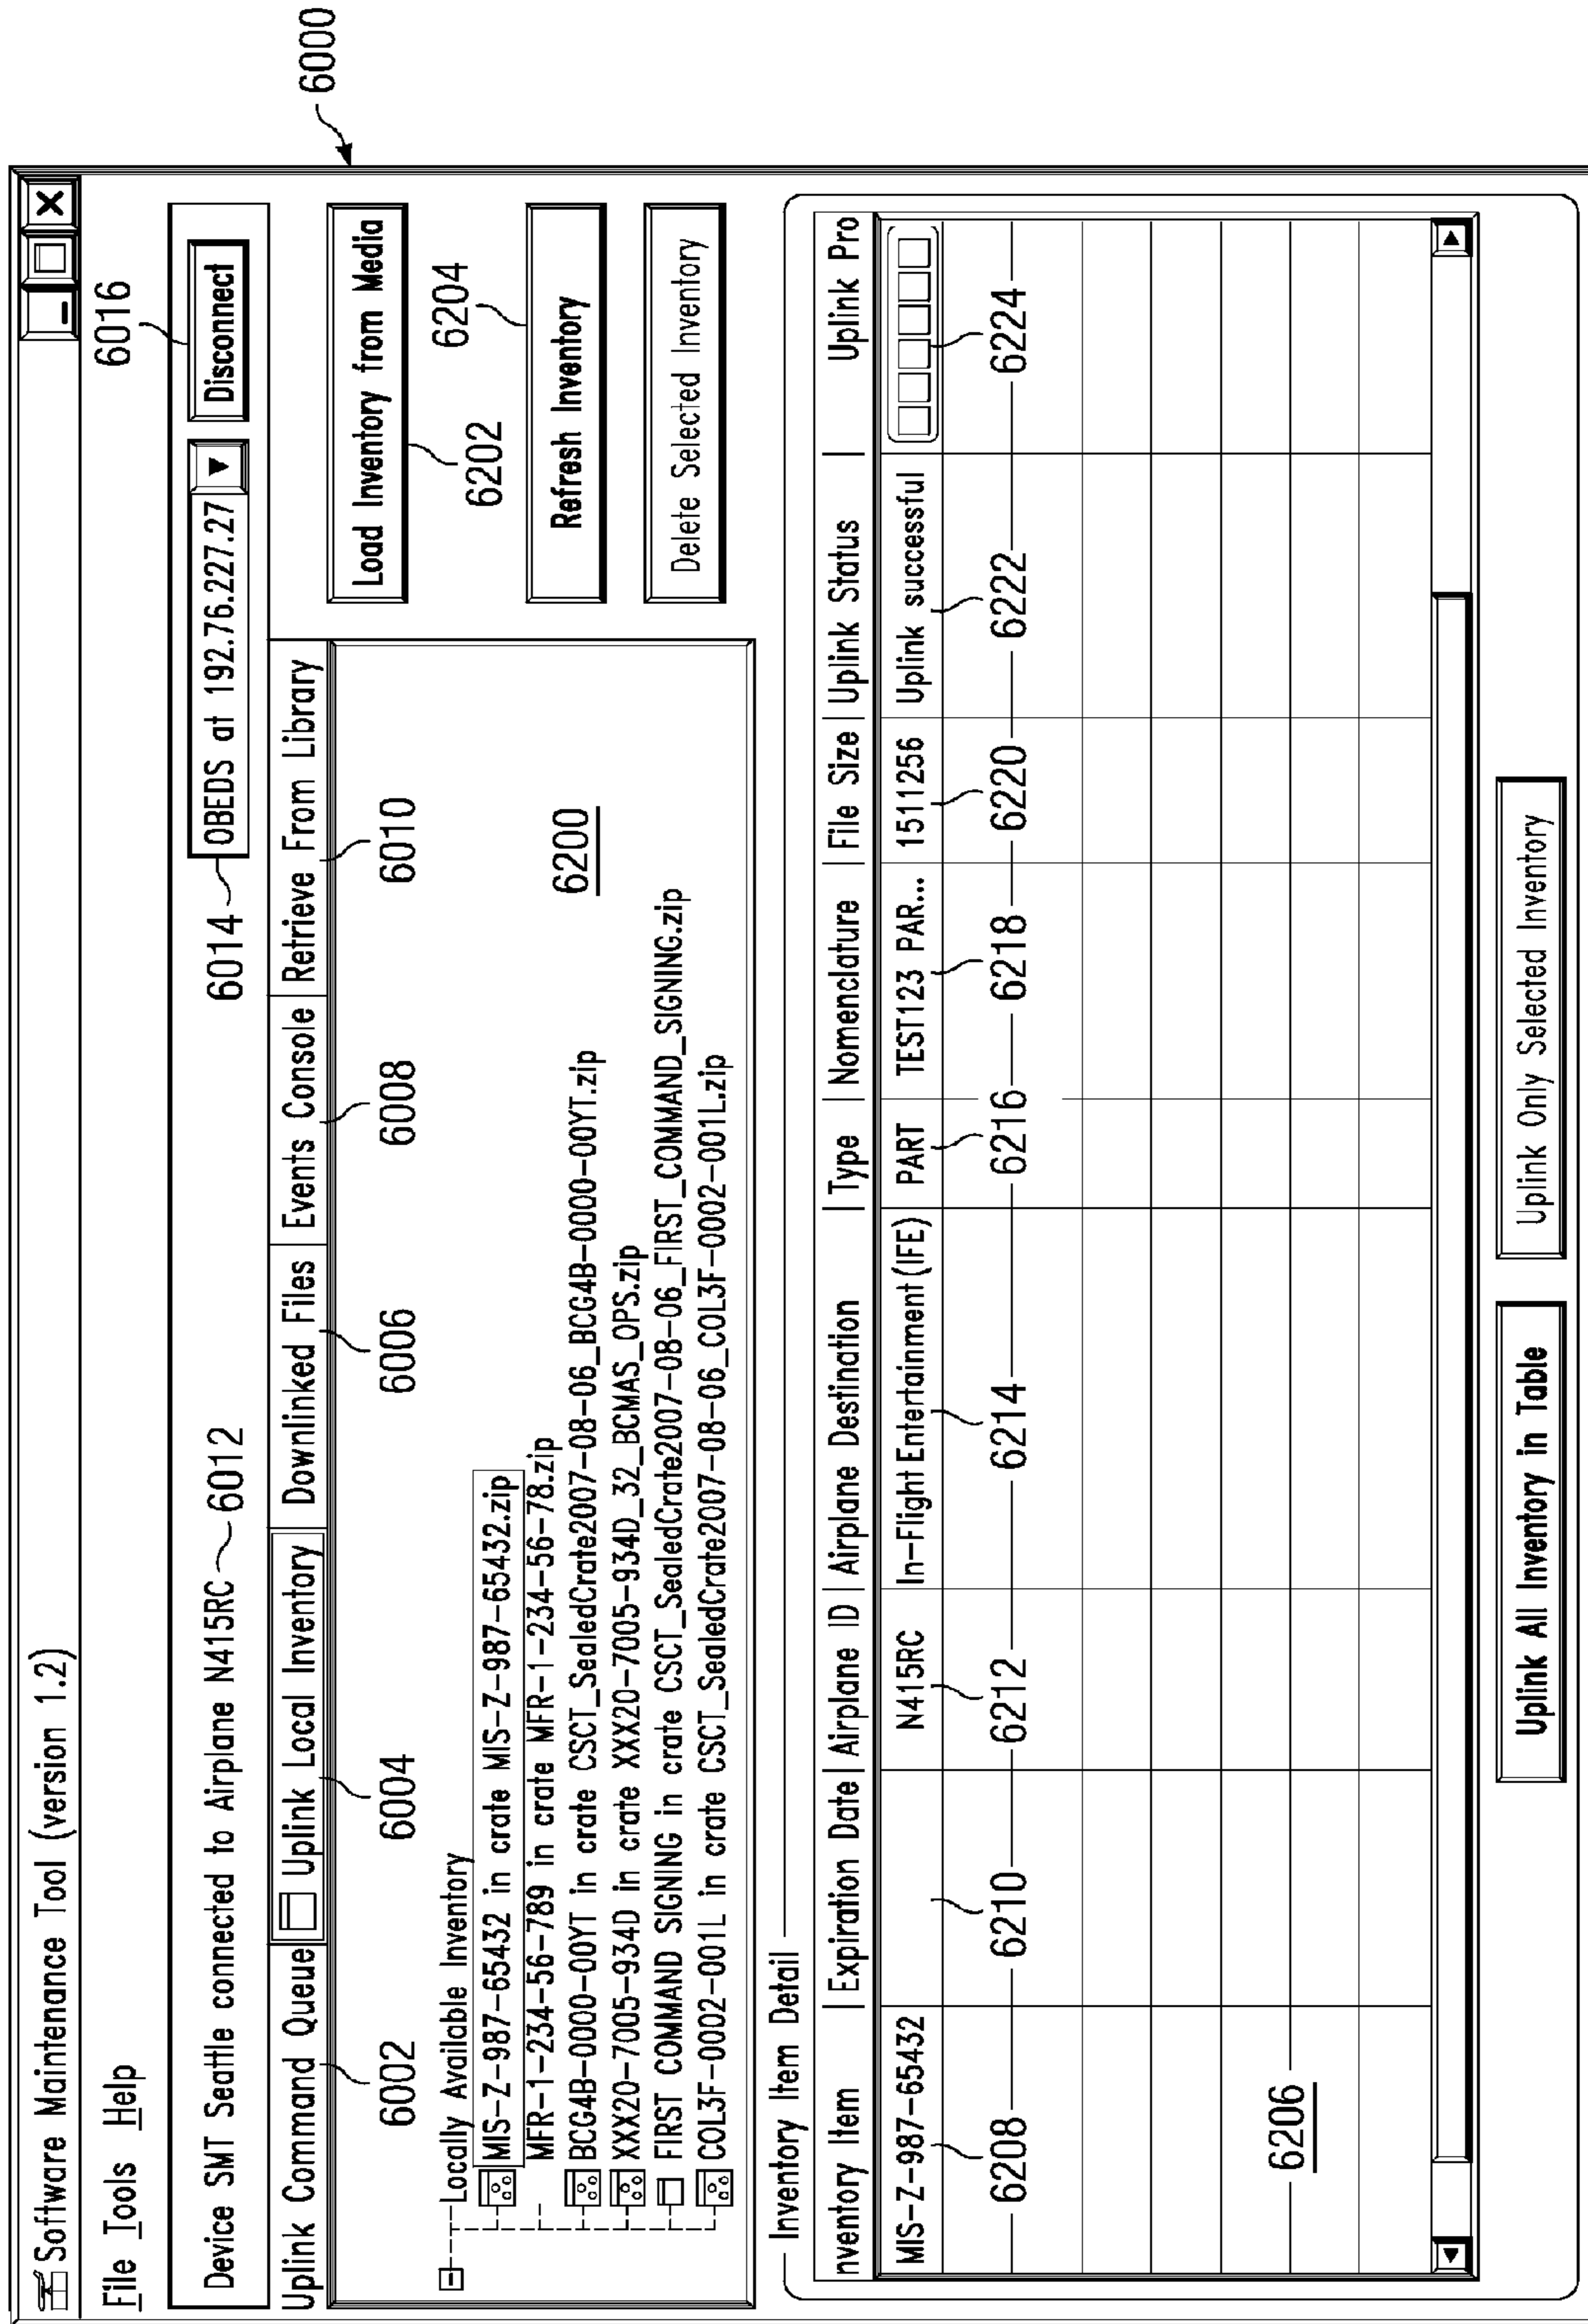 Software Maintenance Tool (version 1.2)
File Tools Help
6016
Device SMT Seattle connected to Airplane N415RC 6012
6014 OBEDS at 192.76.227.27
Disconnect
6000
Uplink Command Queue
Uplink Local Inventory
Downlinked Files
Events Console
Retrieve From Library
6002
6004
6006
6008
6010
Load Inventory from Media
6202
6204
Refresh Inventory
Delete Selected Inventory
Locally Available Inventory
MIS-Z-987-65432 in crate MIS-Z-987-65432.zip
MFR-1-234-56-789 in crate MFR-1-234-56-78.zip
BCG4B-0000-00YT in crate CSCT_SealedCrate2007-08-06_BCG4B-0000-00YT.zip
XXX20-7005-934D in crate XXX20-7005-934D_32_BCMAS_OPS.zip
FIRST COMMAND SIGNING in crate CSCT_SealedCrate2007-08-06_FIRST_COMMAND_SIGNING.zip
COL3F-0002-001L in crate CSCT_SealedCrate2007-08-06_COL3F-0002-001L.zip
6200
Inventory Item Detail
nventory Item | Expiration Date | Airplane ID | Airplane Destination | Type | Nomenclature | File Size | Uplink Status | Uplink Pro
MIS-Z-987-65432 N415RC In-Flight Entertainment (IFE) PART TEST123 PAR... 1511256 Uplink successful
6208 6210 6212 6214 6216 6218 6220 6222 6224
6206
Uplink All Inventory in Table
Uplink Only Selected Inventory